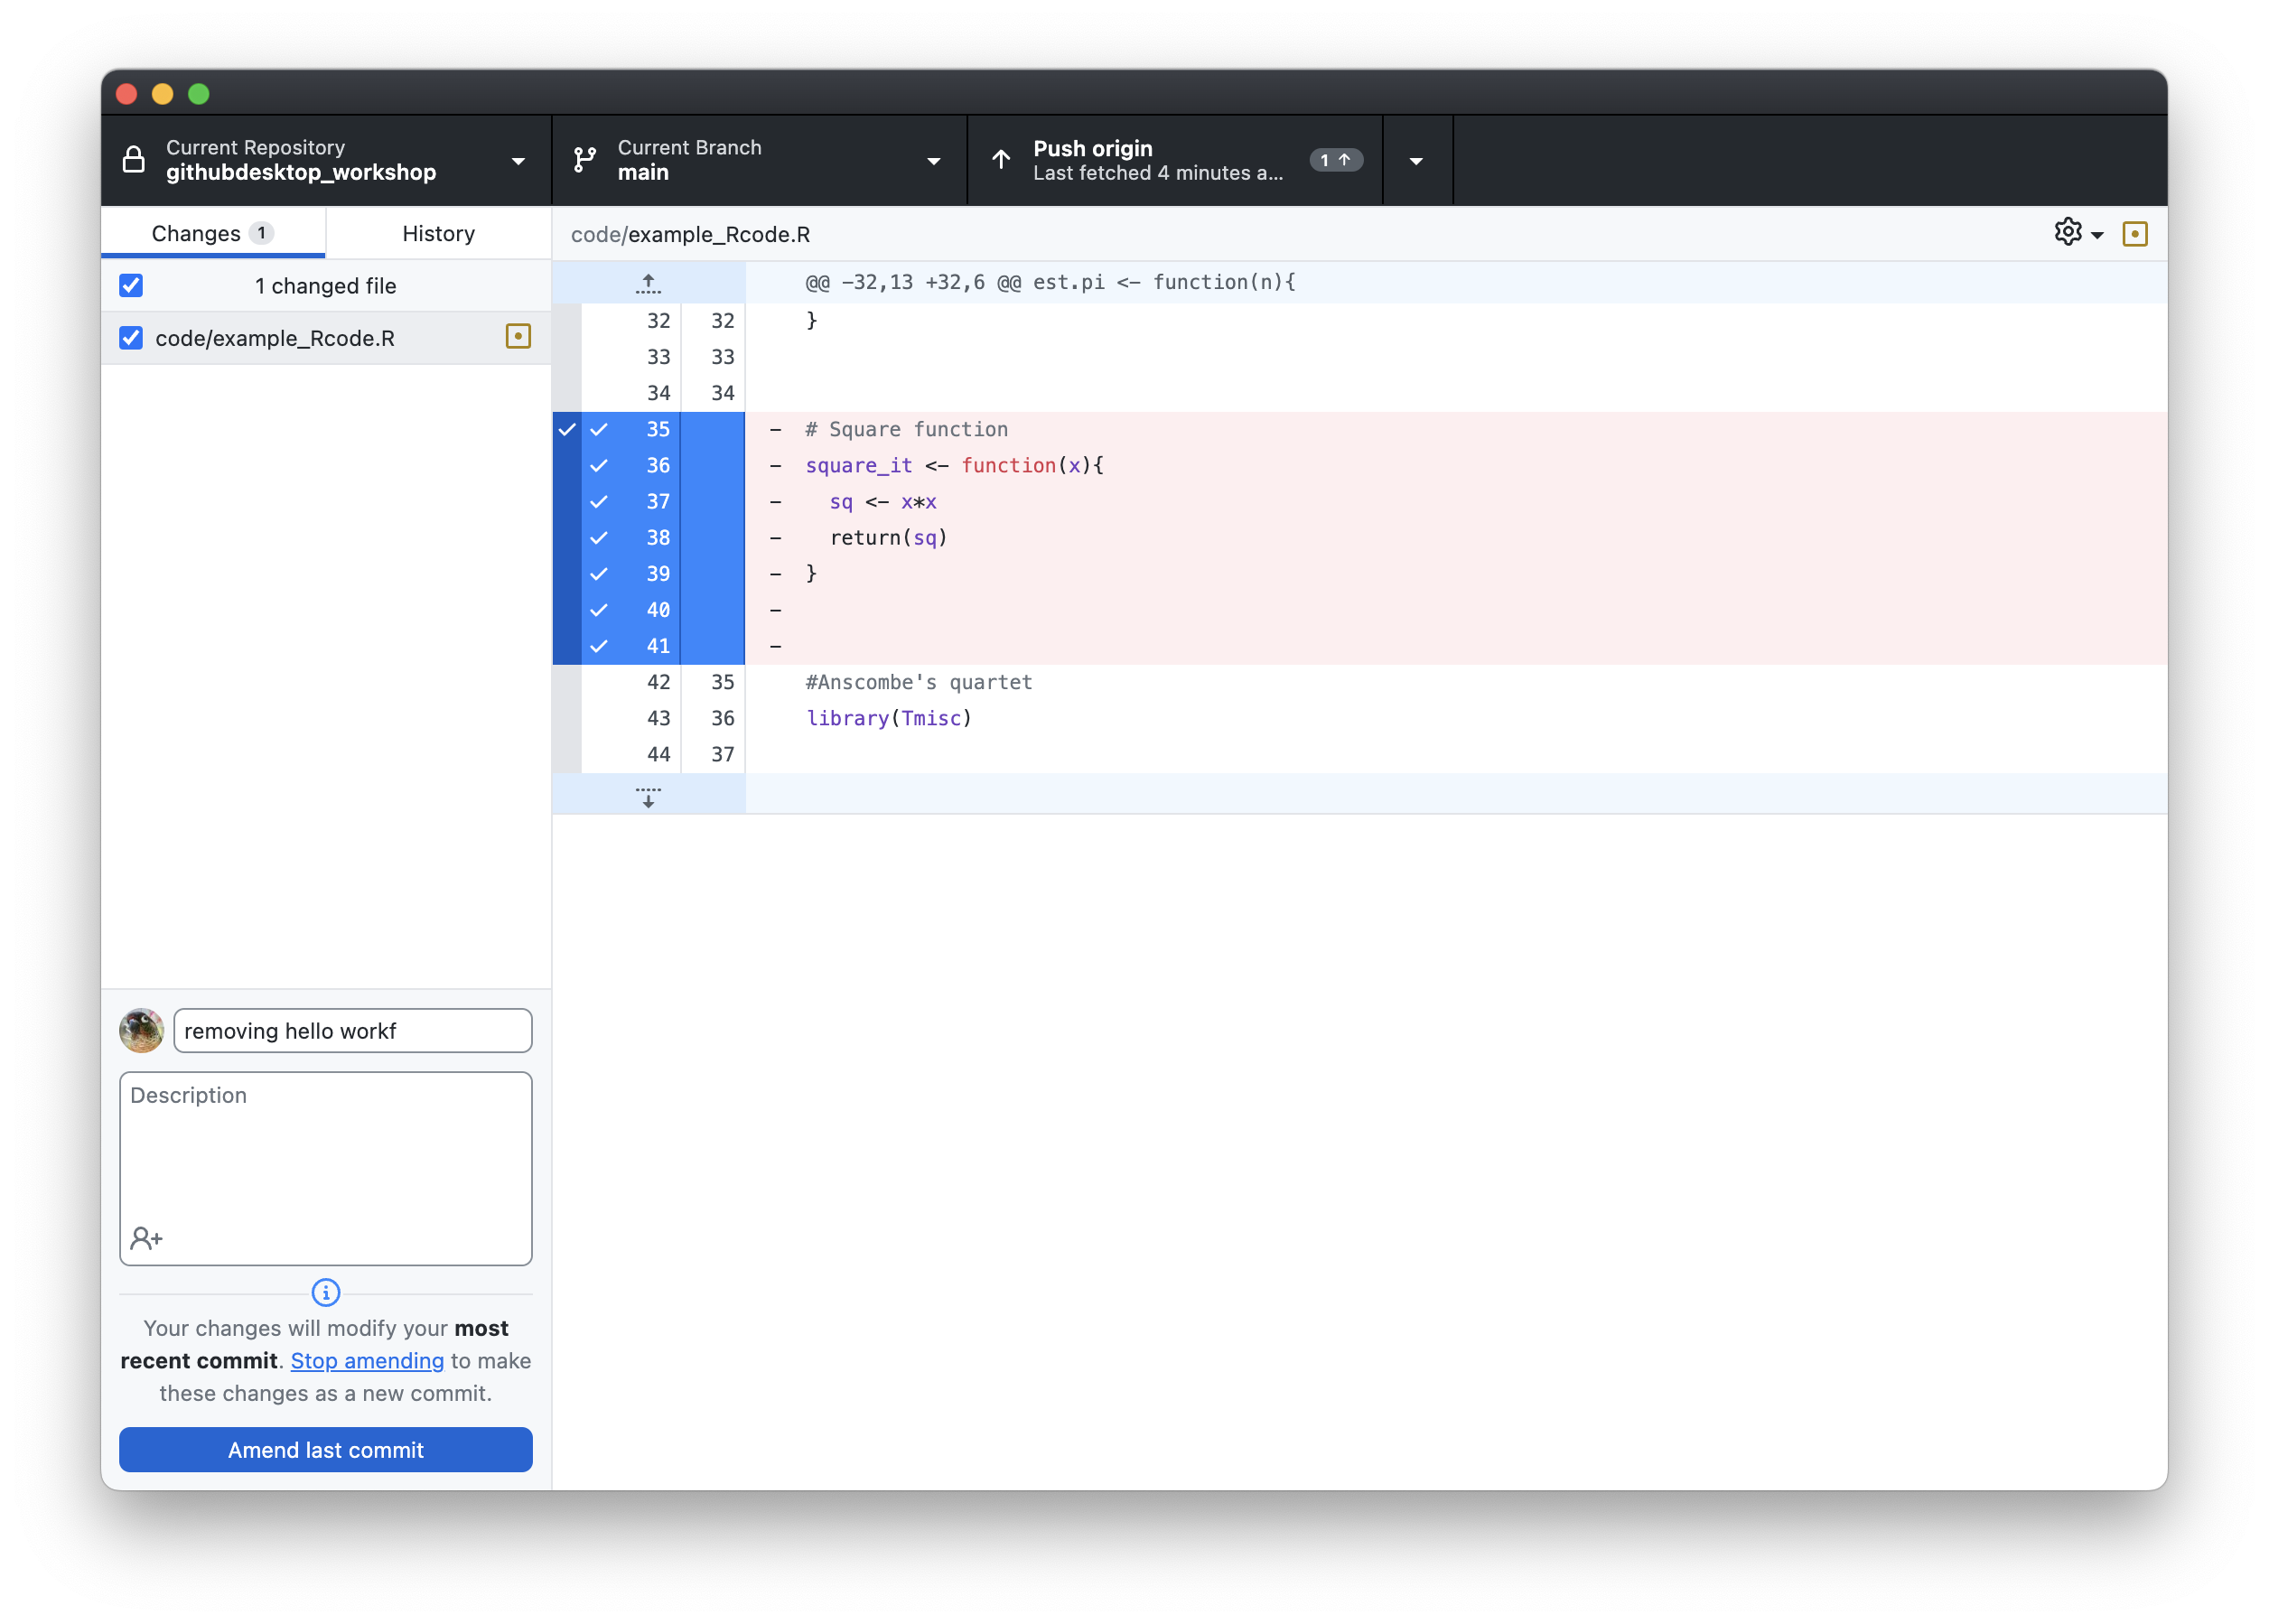 Current Repository
githubdesktop_workshop
Current Branch
main
Push origin
Last fetched 4 minutes a...
1
Changes 1
History
code/example_Rcode.R
1 changed file
code/example_Rcode.R
@@ -32,13 +32,6 @@ est.pi <- function(n){
32 32 }
33 33
34 34
35 - # Square function
36 - square_it <- function(x){
37 - sq <- x*x
38 - return(sq)
39 - }
40 -
41 -
42 35 #Anscombe's quartet
43 36 library(Tmisc)
44 37
removing hello workf
Description
Your changes will modify your most
recent commit. Stop amending to make
these changes as a new commit.
Amend last commit